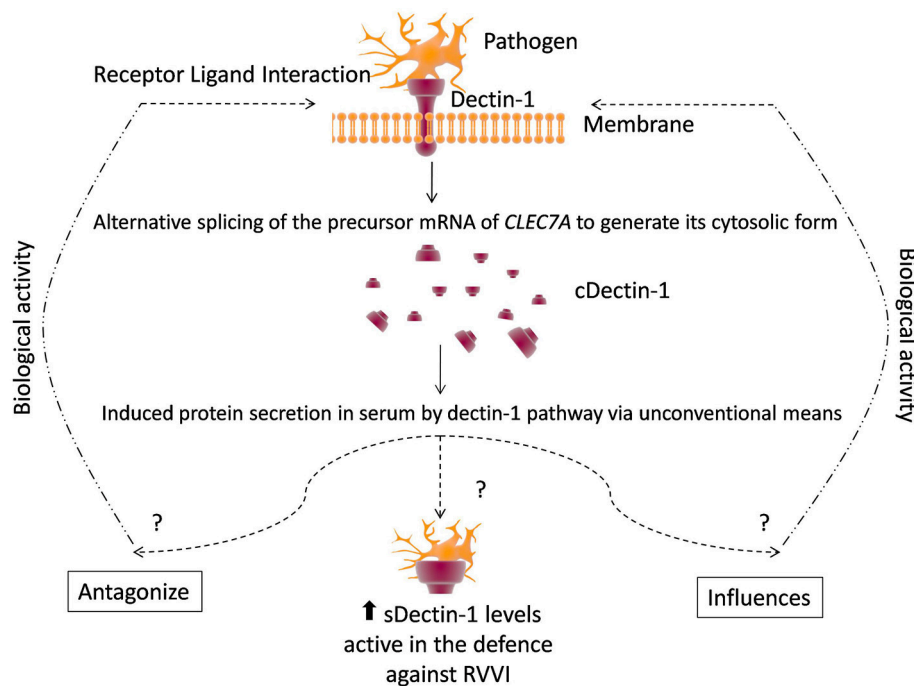 Pathogen
Receptor Ligand Interaction
Dectin-1
Membrane
Alternative splicing of the precursor mRNA of CLEC7A to generate its cytosolic form
cDectin-1
Biological activity
Biological activity
Induced protein secretion in serum by dectin-1 pathway via unconventional means
?
?
?
Antagonize
Influences
sDectin-1 levels
active in the defence
against RVVI